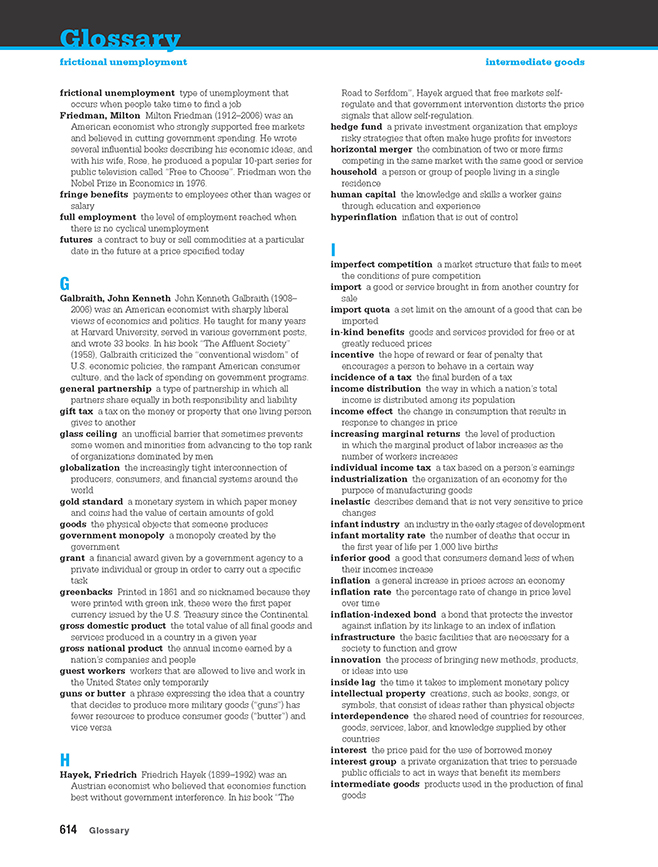 Glossary
frictional unemployment
intermediate goods
frictional unemployment type of unemployment that
occurs when people take time to find a job
Friedman, Milton Milton Friedman (1912–2006) was an
American economist who strongly supported free markets
and believed in cutting government spending. He wrote
several influential books describing his economic ideas, and
with his wife, Rose, he produced a popular 10-part series for
public television called "Free to Choose". Friedman won the
Nobel Prize in Economics in 1976.
fringe benefits payments to employees other than wages or
salary
full employment the level of employment reached when
there is no cyclical unemployment
futures a contract to buy or sell commodities at a particular
date in the future at a price specified today
G
Galbraith, John Kenneth John Kenneth Galbraith (1908–
2006) was an American economist with sharply liberal
views of economics and politics. He taught for many years
at Harvard University, served in various government posts,
and wrote 33 books. In his book "The Affluent Society"
(1958), Galbraith criticized the "conventional wisdom" of
U.S. economic policies, the rampant American consumer
culture, and the lack of spending on government programs.
general partnership a type of partnership in which all
partners share equally in both responsibility and liability
gift tax a tax on the money or property that one living person
gives to another
glass ceiling an unofficial barrier that sometimes prevents
some women and minorities from advancing to the top rank
of organizations dominated by men
globalization the increasingly tight interconnection of
producers, consumers, and financial systems around the
world
gold standard a monetary system in which paper money
and coins had the value of certain amounts of gold
goods the physical objects that someone produces
government monopoly a monopoly created by the
government
grant a financial award given by a government agency to a
private individual or group in order to carry out a specific
task
greenbacks Printed in 1861 and so nicknamed because they
were printed with green ink, these were the first paper
currency issued by the U.S. Treasury since the Continental.
gross domestic product the total value of all final goods and
services produced in a country in a given year
gross national product the annual income earned by a
nation's companies and people
guest workers workers that are allowed to live and work in
the United States only temporarily
guns or butter a phrase expressing the idea that a country
that decides to produce more military goods ("guns") has
fewer resources to produce consumer goods ("butter") and
vice versa
H
Hayek, Friedrich Friedrich Hayek (1899–1992) was an
Austrian economist who believed that economies function
best without government interference. In his book "The
Road to Serfdom", Hayek argued that free markets self-
regulate and that government intervention distorts the price
signals that allow self-regulation.
hedge fund a private investment organization that employs
risky strategies that often make huge profits for investors
horizontal merger the combination of two or more firms
competing in the same market with the same good or service
household a person or group of people living in a single
residence
human capital the knowledge and skills a worker gains
through education and experience
hyperinflation inflation that is out of control
I
imperfect competition a market structure that fails to meet
the conditions of pure competition
import a good or service brought in from another country for
sale
import quota a set limit on the amount of a good that can be
imported
in-kind benefits goods and services provided for free or at
greatly reduced prices
incentive the hope of reward or fear of penalty that
encourages a person to behave in a certain way
incidence of a tax the final burden of a tax
income distribution the way in which a nation's total
income is distributed among its population
income effect the change in consumption that results in
response to changes in price
increasing marginal returns the level of production
in which the marginal product of labor increases as the
number of workers increases
individual income tax a tax based on a person's earnings
industrialization the organization of an economy for the
purpose of manufacturing goods
inelastic describes demand that is not very sensitive to price
changes
infant industry an industry in the early stages of development
infant mortality rate the number of deaths that occur in
the first year of life per 1,000 live births
inferior good a good that consumers demand less of when
their incomes increase
inflation a general increase in prices across an economy
inflation rate the percentage rate of change in price level
over time
inflation-indexed bond a bond that protects the investor
against inflation by its linkage to an index of inflation
infrastructure the basic facilities that are necessary for a
society to function and grow
innovation the process of bringing new methods, products,
or ideas into use
inside lag the time it takes to implement monetary policy
intellectual property creations, such as books, songs, or
symbols, that consist of ideas rather than physical objects
interdependence the shared need of countries for resources,
goods, services, labor, and knowledge supplied by other
countries
interest the price paid for the use of borrowed money
interest group a private organization that tries to persuade
public officials to act in ways that benefit its members
intermediate goods products used in the production of final
goods
614 Glossary